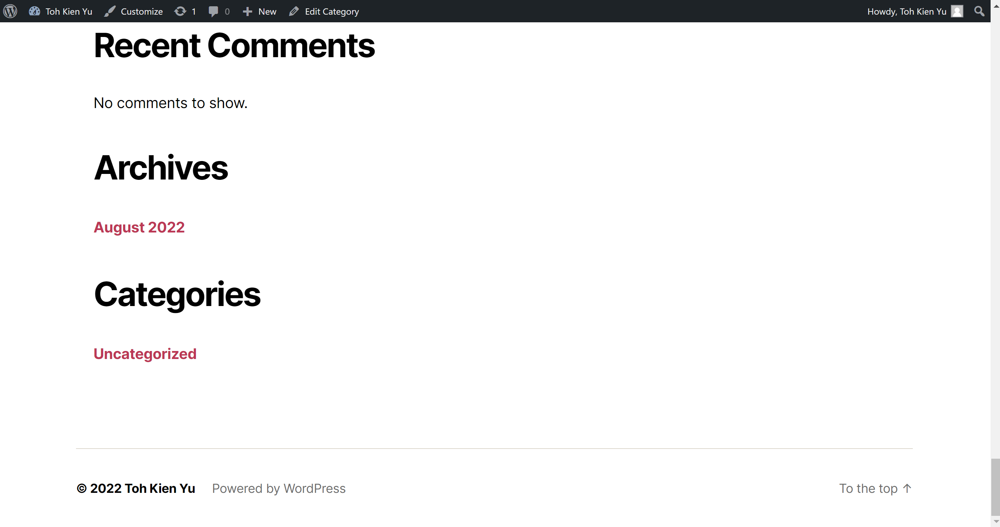 Toh Kien Yu Customize 1 0 New Edit Category Howdy, Toh Kien Yu
Recent Comments
No comments to show.
Archives
August 2022
Categories
Uncategorized
© 2022 Toh Kien Yu Powered by WordPress To the top ↑